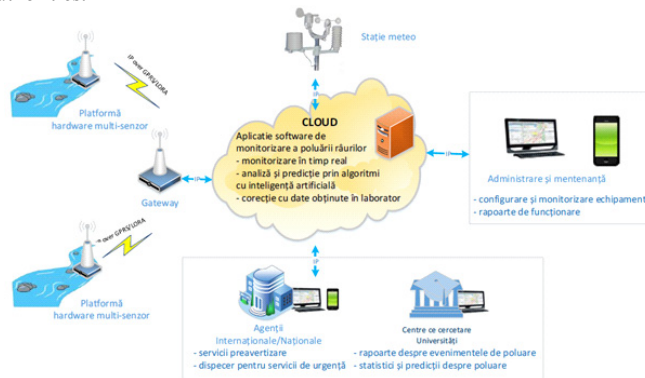 Stație meteo
IP over GPRS/LORA
IP
Platformă
hardware multi-senzor
CLOUD
Aplicatie software de
monitorizare a poluării râurilor
- monitorizare în timp real
- analiză și predicție prin algoritmi
cu inteligență artificială
- corecție cu date obținute în laborator
IP
Gateway
IP
Administrare și mentenanță
- configurare și monitorizare echipament
- rapoarte de funcționare
over GPRS/LORA
Platformă
hardware multi-senzor
IP
Agenții
Internaționale/Naționale
- servicii preavertizare
- dispecer pentru servicii de urgență
Centre ce cercetare
Universități
- rapoarte despre evenimentele de poluare
- statistici și predicții despre poluare